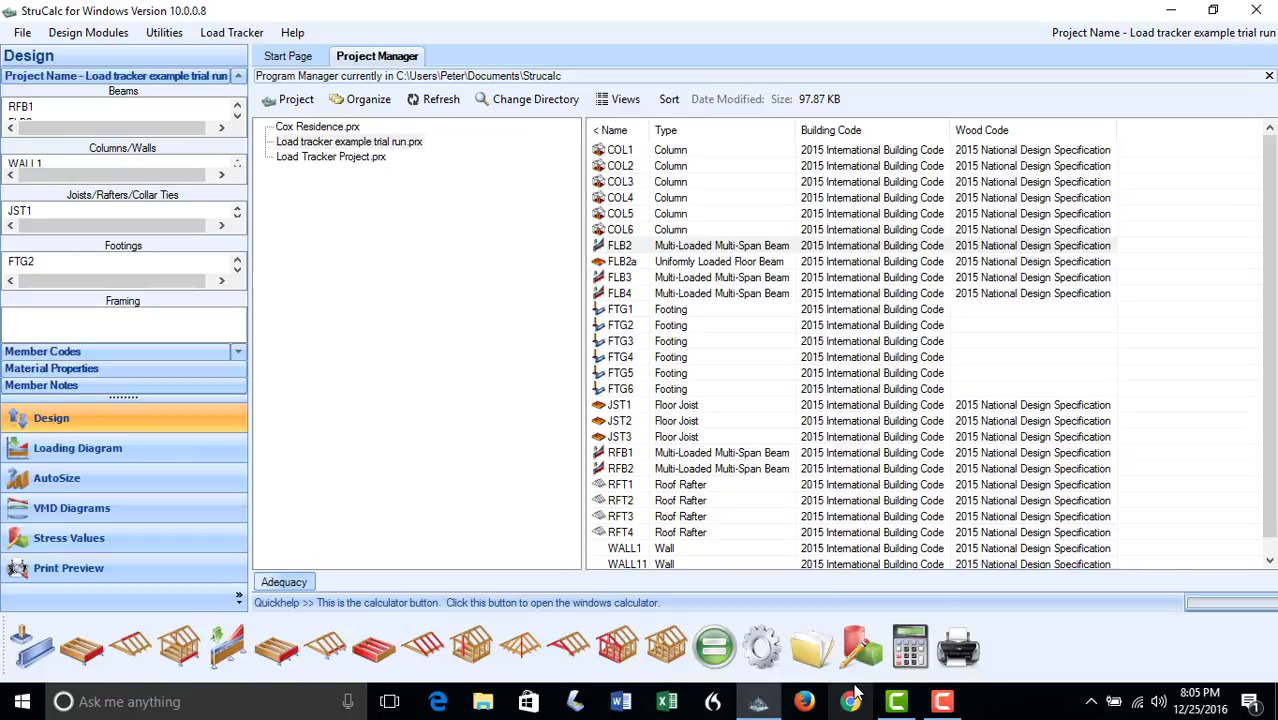 StruCalc for Windows Version 10.0.0.8
File Design Modules Utilities Load Tracker Help Project Name - Load tracker example trial run
Design
Project Name - Load tracker example trial run
Beams
RFB1
Columns/Walls
WALL1
Joists/Rafters/Collar Ties
JST1
Footings
FTG2
Framing
Member Codes
Material Properties
Member Notes
Design
Loading Diagram
AutoSize
VMD Diagrams
Stress Values
Print Preview
»
Start Page Project Manager
Program Manager currently in C:\Users\Peter\Documents\Strucalc
Project Organize Refresh Change Directory Views Sort Date Modified: Size: 97.87 KB
Cox Residence.prx
Load tracker example trial run.prx
Load Tracker Project.prx
< Name Type Building Code Wood Code
COL1 Column 2015 International Building Code 2015 National Design Specification
COL2 Column 2015 International Building Code 2015 National Design Specification
COL3 Column 2015 International Building Code 2015 National Design Specification
COL4 Column 2015 International Building Code 2015 National Design Specification
COL5 Column 2015 International Building Code 2015 National Design Specification
COL6 Column 2015 International Building Code 2015 National Design Specification
FLB2 Multi-Loaded Multi-Span Beam 2015 International Building Code 2015 National Design Specification
FLB2a Uniformly Loaded Floor Beam 2015 International Building Code 2015 National Design Specification
FLB3 Multi-Loaded Multi-Span Beam 2015 International Building Code 2015 National Design Specification
FLB4 Multi-Loaded Multi-Span Beam 2015 International Building Code 2015 National Design Specification
FTG1 Footing 2015 International Building Code
FTG2 Footing 2015 International Building Code
FTG3 Footing 2015 International Building Code
FTG4 Footing 2015 International Building Code
FTG5 Footing 2015 International Building Code
FTG6 Footing 2015 International Building Code
JST1 Floor Joist 2015 International Building Code 2015 National Design Specification
JST2 Floor Joist 2015 International Building Code 2015 National Design Specification
JST3 Floor Joist 2015 International Building Code 2015 National Design Specification
RFB1 Multi-Loaded Multi-Span Beam 2015 International Building Code 2015 National Design Specification
RFB2 Multi-Loaded Multi-Span Beam 2015 International Building Code 2015 National Design Specification
RFT1 Roof Rafter 2015 International Building Code 2015 National Design Specification
RFT2 Roof Rafter 2015 International Building Code 2015 National Design Specification
RFT3 Roof Rafter 2015 International Building Code 2015 National Design Specification
RFT4 Roof Rafter 2015 International Building Code 2015 National Design Specification
WALL1 Wall 2015 International Building Code 2015 National Design Specification
WALL11 Wall 2015 International Building Code 2015 National Design Specification
Adequacy
Quickhelp >> This is the calculator button. Click this button to open the windows calculator.
Ask me anything
8:05 PM
12/25/2016